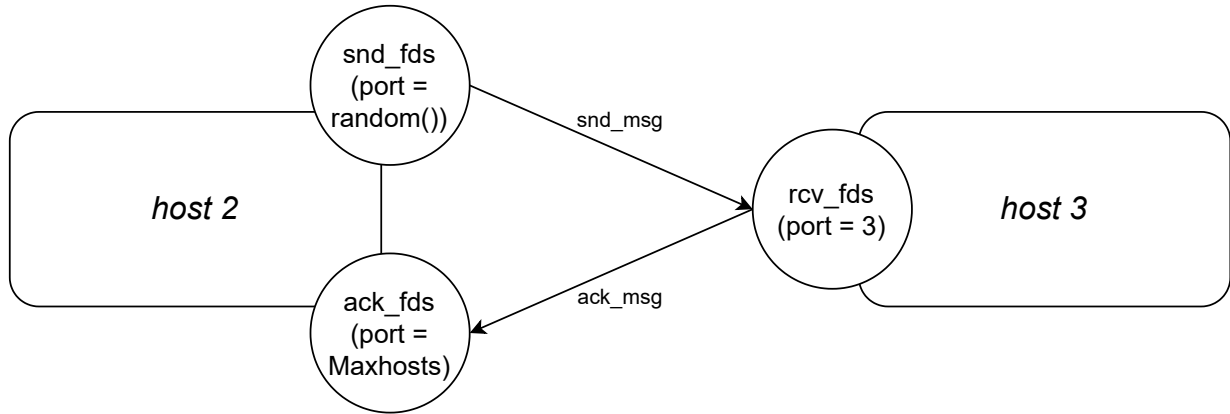 snd_fds
(port =
random())
snd_msg
host 2
rcv_fds
(port = 3)
host 3
ack_msg
ack_fds
(port =
Maxhosts)